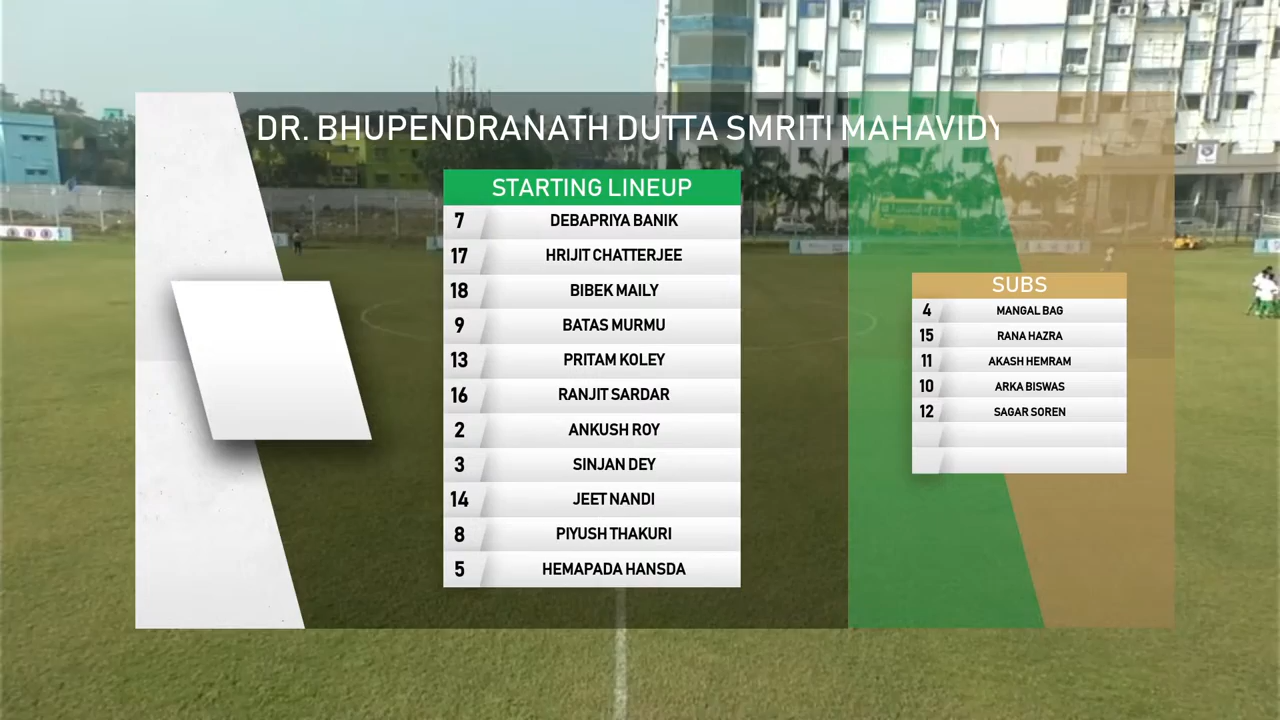 DR. BHUPENDRANATH DUTTA SMRITI MAHAVIDY
STARTING LINEUP
7 DEBAPRIYA BANIK
17 HRIJIT CHATTERJEE
18 BIBEK MAILY
9 BATAS MURMU
13 PRITAM KOLEY
16 RANJIT SARDAR
2 ANKUSH ROY
3 SINJAN DEY
14 JEET NANDI
8 PIYUSH THAKURI
5 HEMAPADA HANSDA
SUBS
4 MANGAL BAG
15 RANA HAZRA
11 AKASH HEMRAM
10 ARKA BISWAS
12 SAGAR SOREN